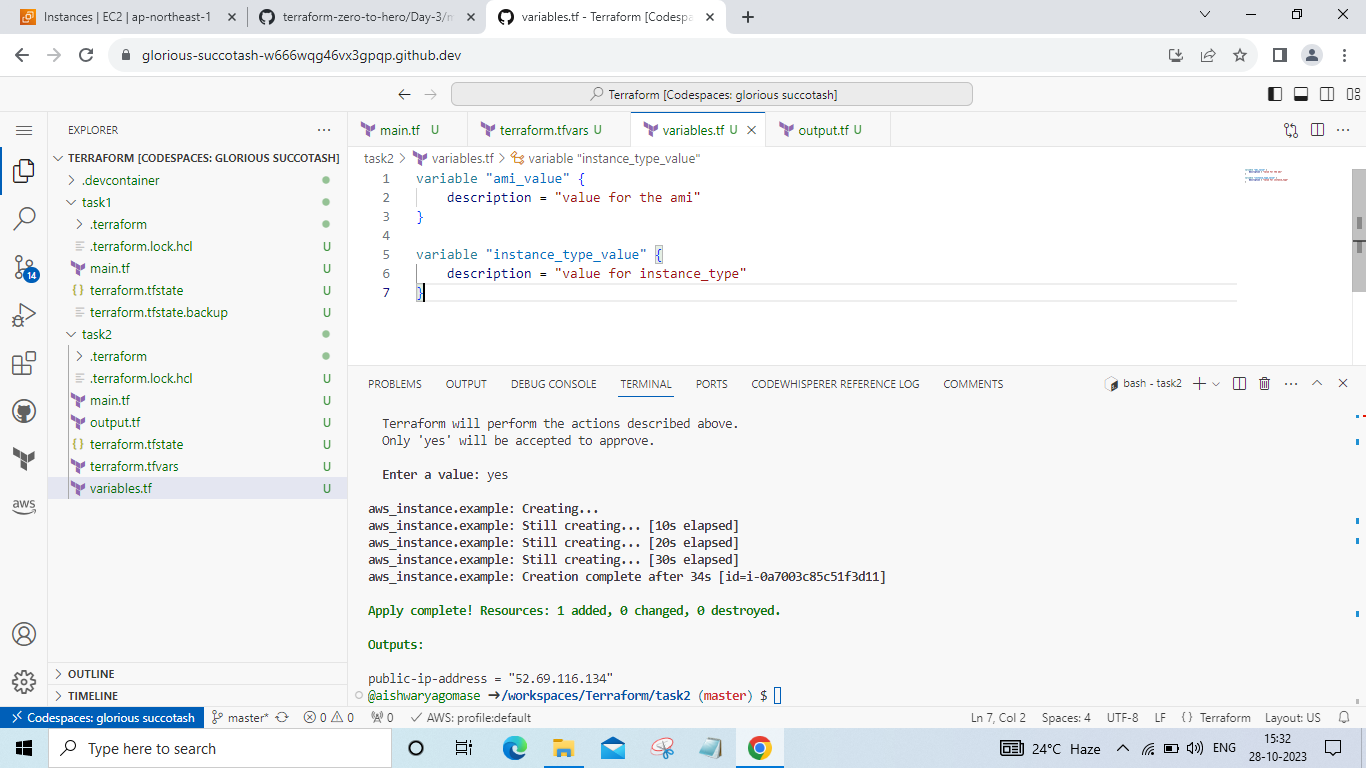 Instances | EC2 | ap-northeast-1
terraform-zero-to-hero/Day-3/m
variables.tf - Terraform [Codespa
glorious-succotash-w666wqg46vx3gpqp.github.dev
Terraform [Codespaces: glorious succotash]
EXPLORER
TERRAFORM [CODESPACES: GLORIOUS SUCCOTASH]
.devcontainer
task1
.terraform
.terraform.lock.hcl U
main.tf U
terraform.tfstate U
terraform.tfstate.backup U
task2
.terraform
.terraform.lock.hcl U
main.tf U
output.tf U
terraform.tfstate U
terraform.tfvars U
variables.tf U
OUTLINE
TIMELINE
14
aws
main.tf U
terraform.tfvars U
variables.tf U
output.tf U
task2 > variables.tf > variable "instance_type_value"
1 variable "ami_value" {
2 description = "value for the ami"
3 }
4
5 variable "instance_type_value" {
6 description = "value for instance_type"
7 }
PROBLEMS OUTPUT DEBUG CONSOLE TERMINAL PORTS CODEWHISPERER REFERENCE LOG COMMENTS
bash - task2
Terraform will perform the actions described above.
Only 'yes' will be accepted to approve.
Enter a value: yes
aws_instance.example: Creating...
aws_instance.example: Still creating... [10s elapsed]
aws_instance.example: Still creating... [20s elapsed]
aws_instance.example: Still creating... [30s elapsed]
aws_instance.example: Creation complete after 34s [id=i-0a7003c85c51f3d11]
Apply complete! Resources: 1 added, 0 changed, 0 destroyed.
Outputs:
public-ip-address = "52.69.116.134"
@aishwaryagomase ➜/workspaces/Terraform/task2 (master) $
Codespaces: glorious succotash master* 0 0 0 AWS: profile:default
Ln 7, Col 2 Spaces: 4 UTF-8 LF {} Terraform Layout: US
Type here to search
24°C Haze
ENG
15:32
28-10-2023